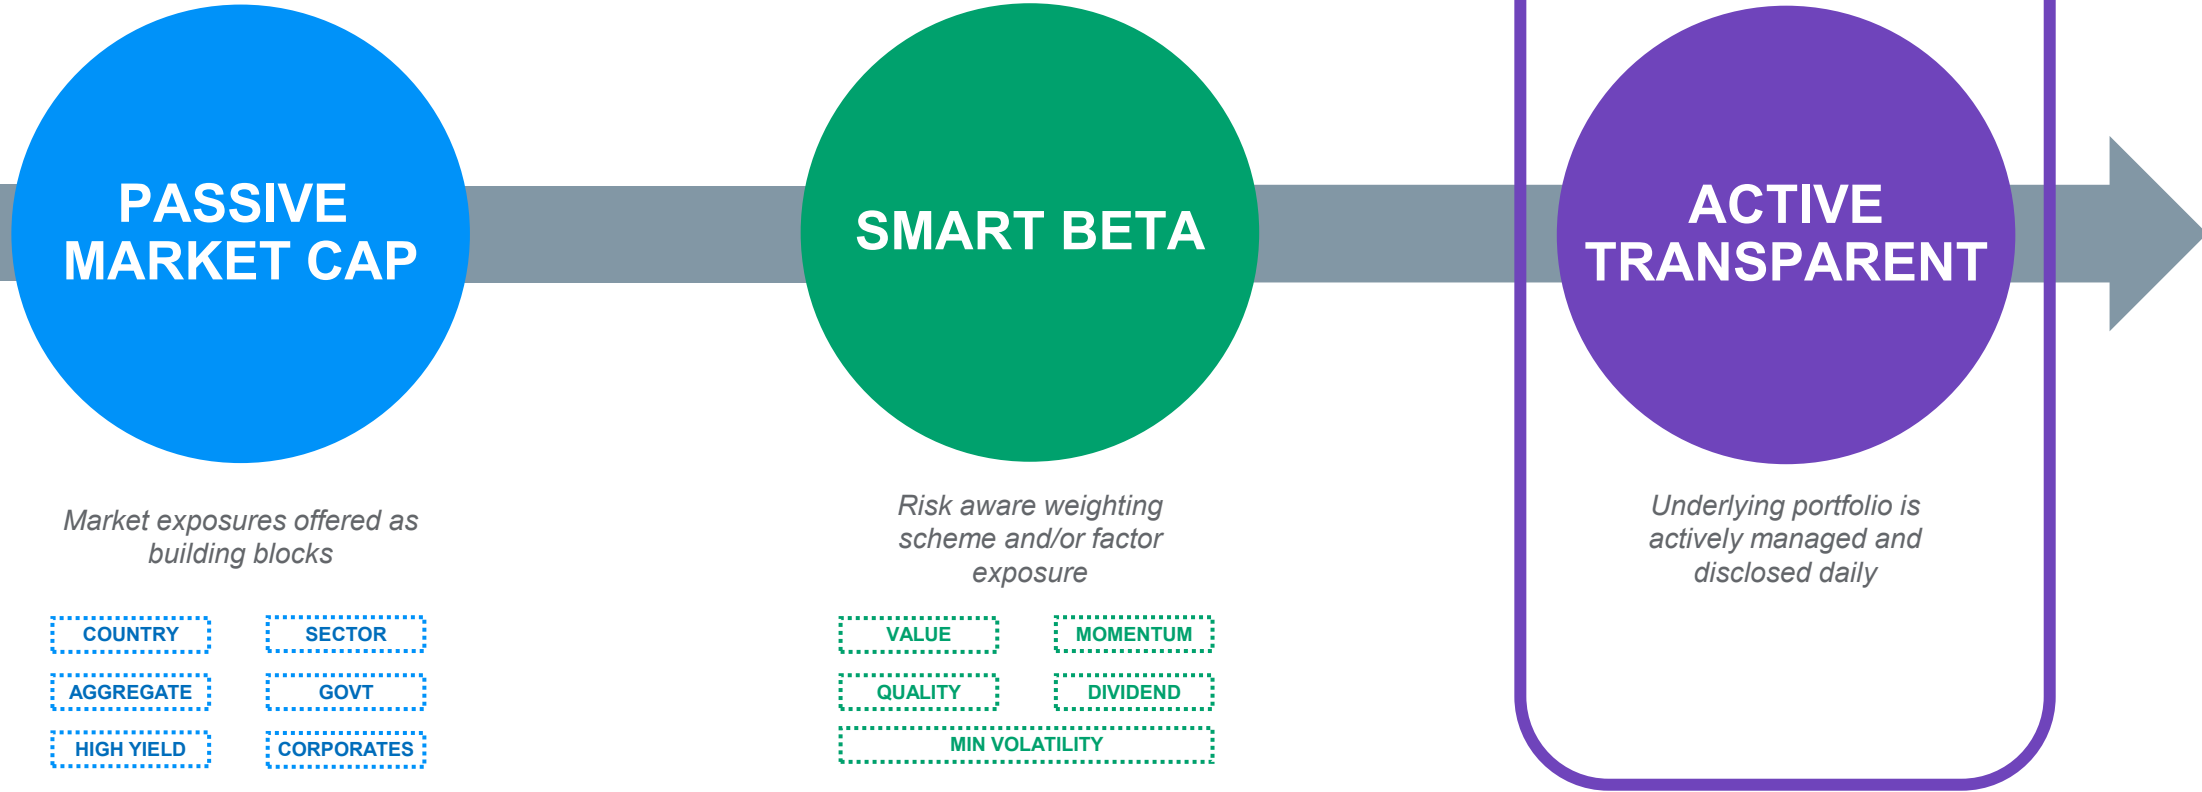 PASSIVE
MARKET CAP
Market exposures offered as
building blocks
COUNTRY
SECTOR
AGGREGATE
GOVT
HIGH YIELD
CORPORATES
SMART BETA
Risk aware weighting
scheme and/or factor
exposure
VALUE
MOMENTUM
QUALITY
DIVIDEND
MIN VOLATILITY
ACTIVE
TRANSPARENT
Underlying portfolio is
actively managed and
disclosed daily